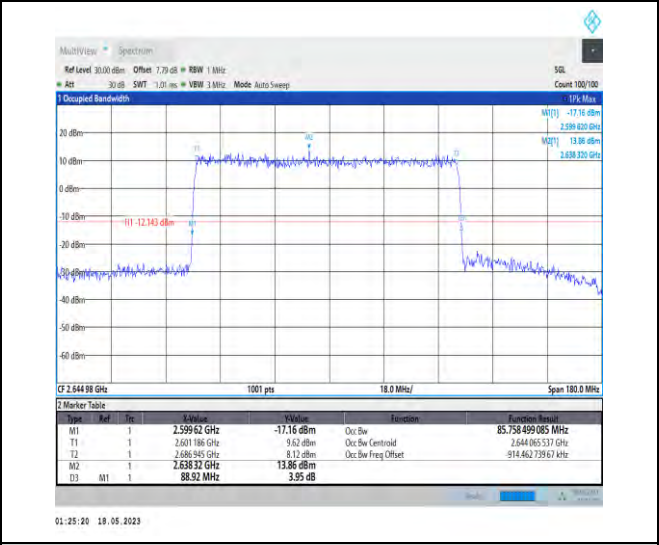 MultiView Spectrum
Ref Level 30.00 dBm Offset 7.79 dB RBW 1 MHz SGL
Att 30 dB SWT 1.01 ms VBW 3 MHz Mode Auto Sweep Count 100/100
1 Occupied Bandwidth 1Pk Max
M1[1] -17.16 dBm
2.599 620 GHz
M2[1] 13.86 dBm
2.638 320 GHz
20 dBm
M2
T1
T2
10 dBm
0 dBm
-10 dBm
H1 -12.143 dBm
M1
-20 dBm
-30 dBm
-40 dBm
-50 dBm
-60 dBm
CF 2.644 98 GHz 1001 pts 18.0 MHz/ Span 180.0 MHz
2 Marker Table
Type Ref Trc X-Value Y-Value Function Function Result
M1 1 2.599 62 GHz -17.16 dBm Occ Bw 85.758 499 085 MHz
T1 1 2.601 186 GHz 9.62 dBm Occ Bw Centroid 2.644 065 537 GHz
T2 1 2.686 945 GHz 8.12 dBm Occ Bw Freq Offset -914.462 739 67 kHz
M2 1 2.638 32 GHz 13.86 dBm
D3 M1 1 88.92 MHz 3.95 dB
01:25:20 18.05.2023